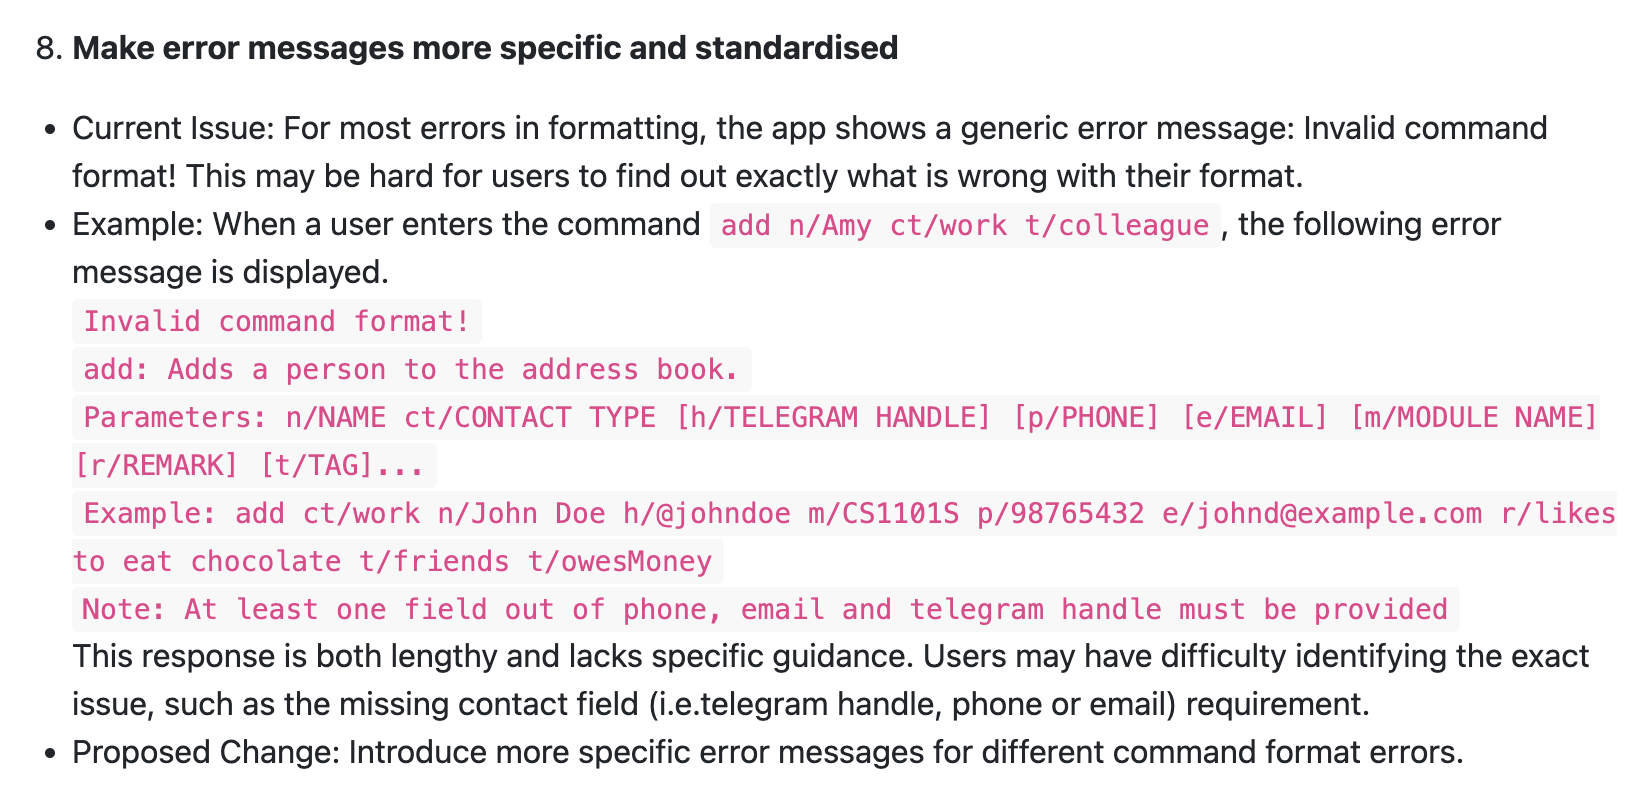 8. Make error messages more specific and standardised
• Current Issue: For most errors in formatting, the app shows a generic error message: Invalid command
format! This may be hard for users to find out exactly what is wrong with their format.
• Example: When a user enters the command add n/Amy ct/work t/colleague , the following error
message is displayed.
Invalid command format!
add: Adds a person to the address book.
Parameters: n/NAME ct/CONTACT TYPE [h/TELEGRAM HANDLE] [p/PHONE] [e/EMAIL] [m/MODULE NAME]
[r/REMARK] [t/TAG]...
Example: add ct/work n/John Doe h/@johndoe m/CS1101S p/98765432 e/johnd@example.com r/likes
to eat chocolate t/friends t/owesMoney
Note: At least one field out of phone, email and telegram handle must be provided
This response is both lengthy and lacks specific guidance. Users may have difficulty identifying the exact
issue, such as the missing contact field (i.e.telegram handle, phone or email) requirement.
• Proposed Change: Introduce more specific error messages for different command format errors.